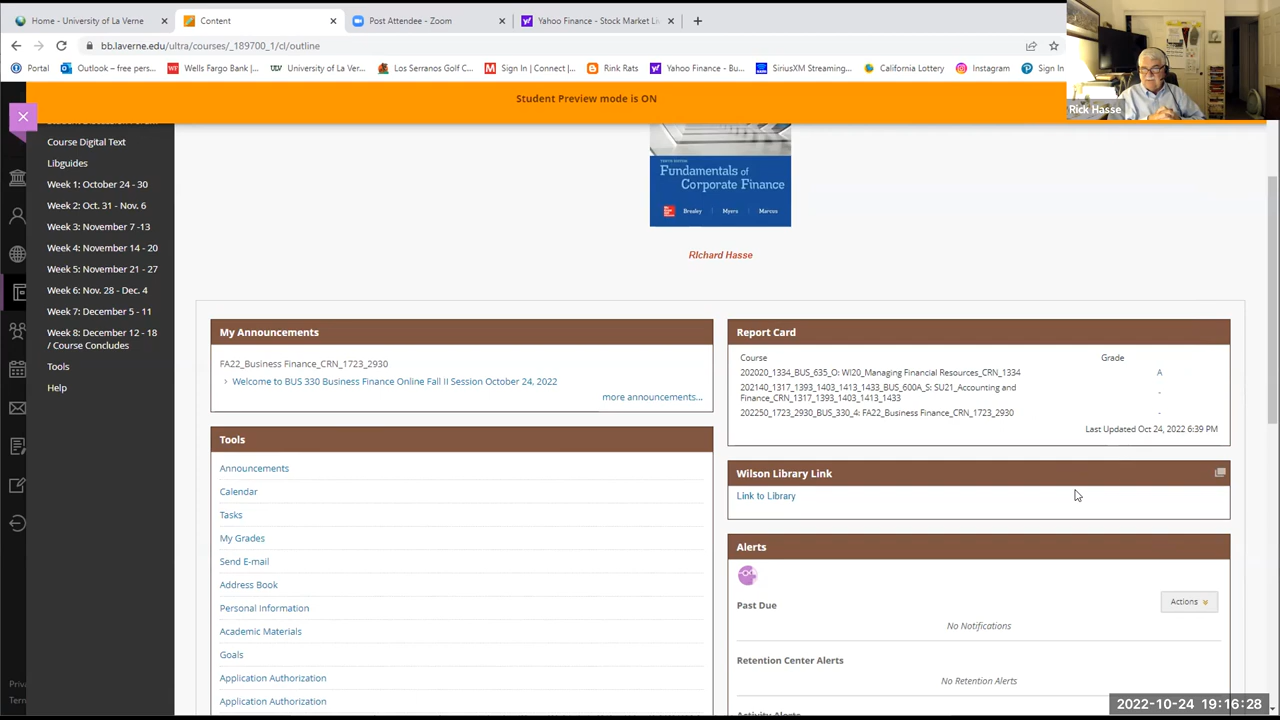 Home - University of La Verne
Content
Post Attendee - Zoom
Yahoo Finance - Stock Market Li
bb.laverne.edu/ultra/courses/_189700_1/cl/outline
Portal
Outlook – free pers...
Wells Fargo Bank |...
University of La Ver...
Los Serranos Golf C...
Sign In | Connect |...
Rink Rats
Yahoo Finance - Bu...
SiriusXM Streaming...
California Lottery
Instagram
Sign In
Rick Hasse
Student Preview mode is ON
Course Digital Text
Libguides
Week 1: October 24 - 30
Week 2: Oct. 31 - Nov. 6
Week 3: November 7 -13
Week 4: November 14 - 20
Week 5: November 21 - 27
Week 6: Nov. 28 - Dec. 4
Week 7: December 5 - 11
Week 8: December 12 - 18
/ Course Concludes
Tools
Help
Priva
Term
Fundamentals of
Corporate Finance
Brealey | Myers | Marcus
RIchard Hasse
My Announcements
FA22_Business Finance_CRN_1723_2930
Welcome to BUS 330 Business Finance Online Fall II Session October 24, 2022
more announcements...
Tools
Announcements
Calendar
Tasks
My Grades
Send E-mail
Address Book
Personal Information
Academic Materials
Goals
Application Authorization
Application Authorization
Report Card
Course Grade
202020_1334_BUS_635_O: WI20_Managing Financial Resources_CRN_1334 A
202140_1317_1393_1403_1413_1433_BUS_600A_S: SU21_Accounting and
Finance_CRN_1317_1393_1403_1413_1433 -
202250_1723_2930_BUS_330_4: FA22_Business Finance_CRN_1723_2930 -
Last Updated Oct 24, 2022 6:39 PM
Wilson Library Link
Link to Library
Alerts
Actions
Past Due
No Notifications
Retention Center Alerts
No Retention Alerts
Activity Alerts
2022-10-24 19:16:28